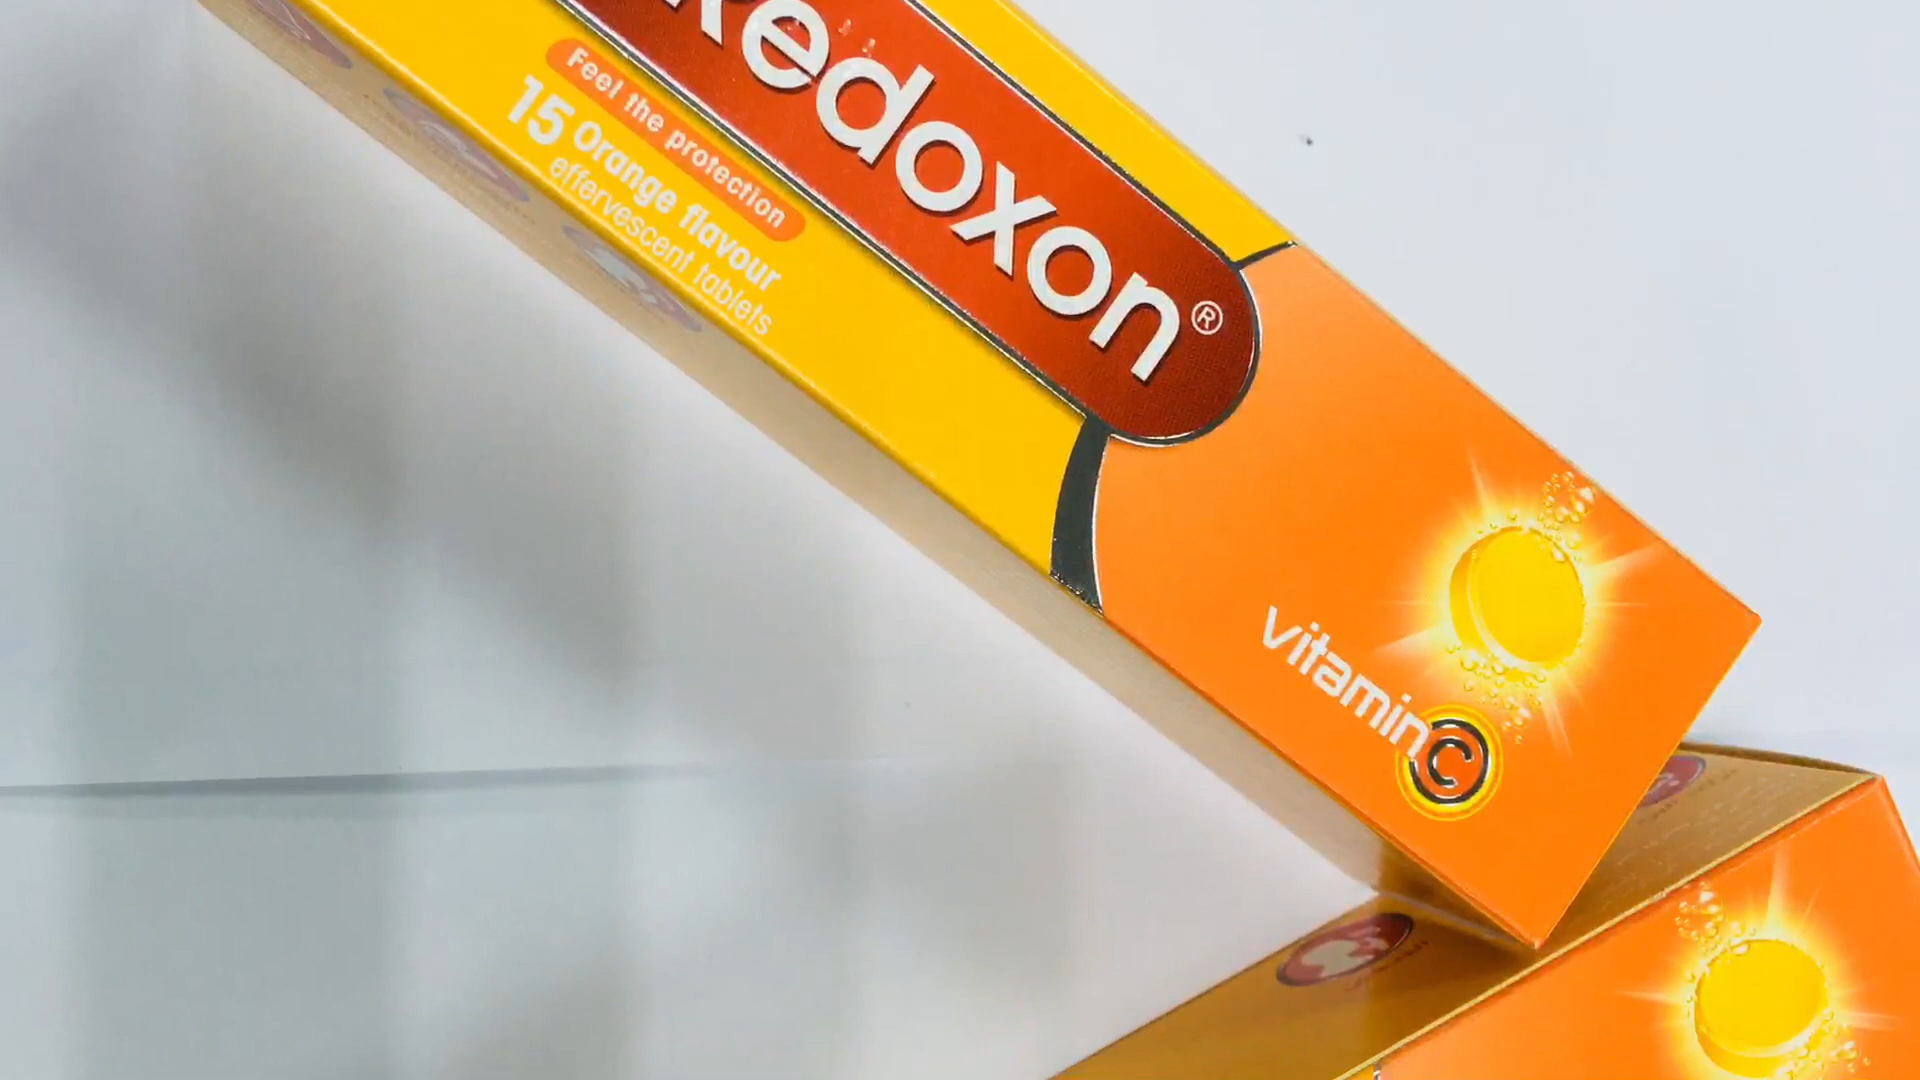 Redoxon®
Feel the protection
15 Orange flavour
effervescent tablets
vitamin C